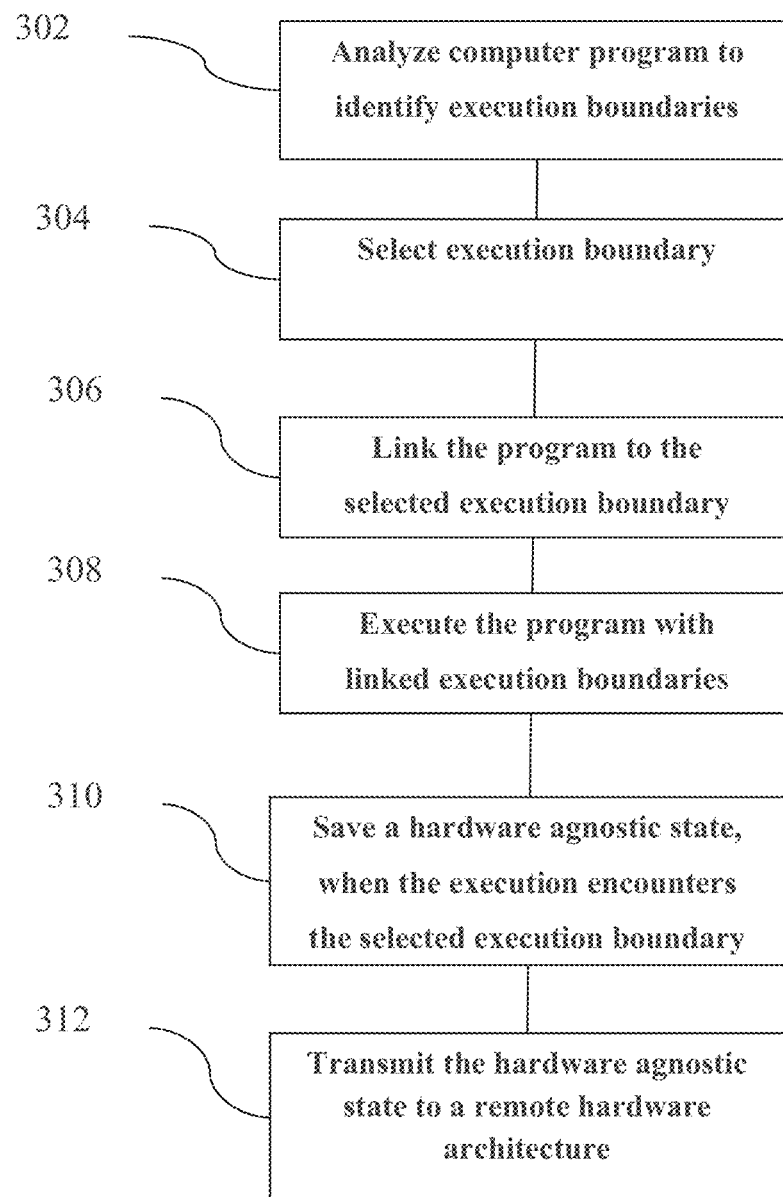 302
Analyze computer program to
identify execution boundaries
304
Select execution boundary
306
Link the program to the
selected execution boundary
308
Execute the program with
linked execution boundaries
310
Save a hardware agnostic state,
when the execution encounters
the selected execution boundary
312
Transmit the hardware agnostic
state to a remote hardware
architecture